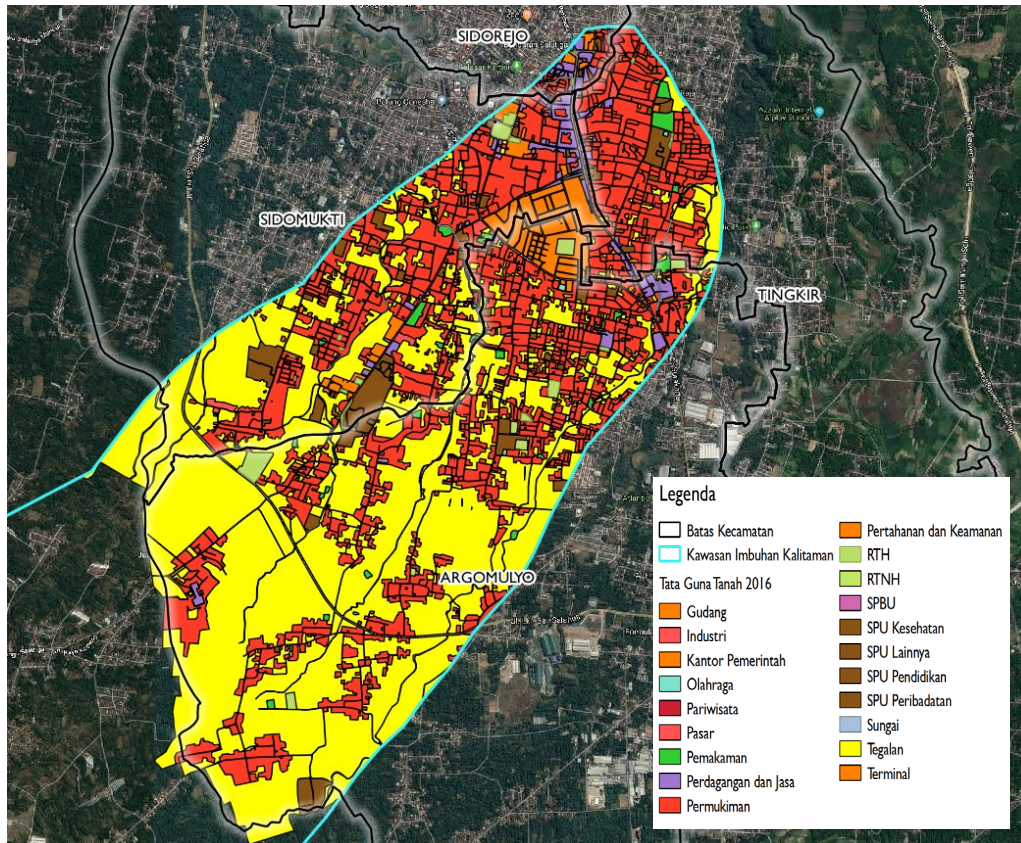 SIDOREJO
SIDOMUKTI
TINGKIR
ARGOMULYO
Legenda
Batas Kecamatan
Kawasan Imbuhan Kalitaman
Tata Guna Tanah 2016
Gudang
Industri
Kantor Pemerintah
Olahraga
Pariwisata
Pasar
Pemakaman
Perdagangan dan Jasa
Permukiman
Pertahanan dan Keamanan
RTH
RTNH
SPBU
SPU Kesehatan
SPU Lainnya
SPU Pendidikan
SPU Peribadatan
Sungai
Tegalan
Terminal